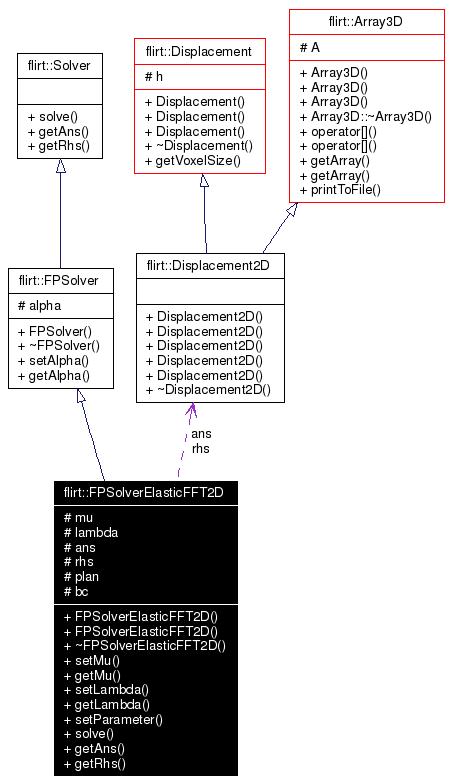 flirt::Solver
+ solve()
+ getAns()
+ getRhs()
flirt::Displacement
# h
+ Displacement()
+ Displacement()
+ Displacement()
+ ~Displacement()
+ getVoxelSize()
flirt::Array3D
# A
+ Array3D()
+ Array3D()
+ Array3D()
+ Array3D::~Array3D()
+ operator[]()
+ operator[]()
+ getArray()
+ getArray()
+ printToFile()
flirt::FPSolver
# alpha
+ FPSolver()
+ ~FPSolver()
+ setAlpha()
+ getAlpha()
flirt::Displacement2D
+ Displacement2D()
+ Displacement2D()
+ Displacement2D()
+ Displacement2D()
+ Displacement2D()
+ ~Displacement2D()
ans
rhs
flirt::FPSolverElasticFFT2D
# mu
# lambda
# ans
# rhs
# plan
# bc
+ FPSolverElasticFFT2D()
+ FPSolverElasticFFT2D()
+ ~FPSolverElasticFFT2D()
+ setMu()
+ getMu()
+ setLambda()
+ getLambda()
+ setParameter()
+ solve()
+ getAns()
+ getRhs()